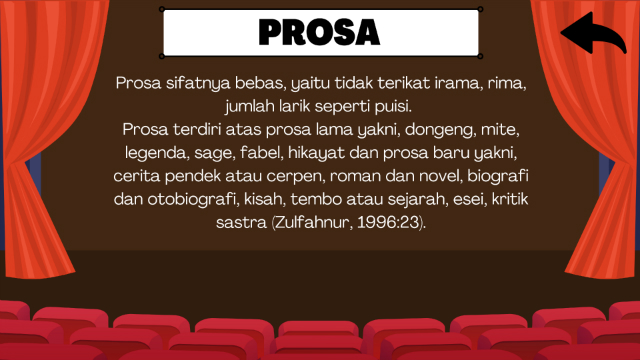 PROSA
Prosa sifatnya bebas, yaitu tidak terikat irama, rima,
jumlah larik seperti puisi.
Prosa terdiri atas prosa lama yakni, dongeng, mite,
legenda, sage, fabel, hikayat dan prosa baru yakni,
cerita pendek atau cerpen, roman dan novel, biografi
dan otobiografi, kisah, tembo atau sejarah, esei, kritik
sastra (Zulfahnur, 1996:23).